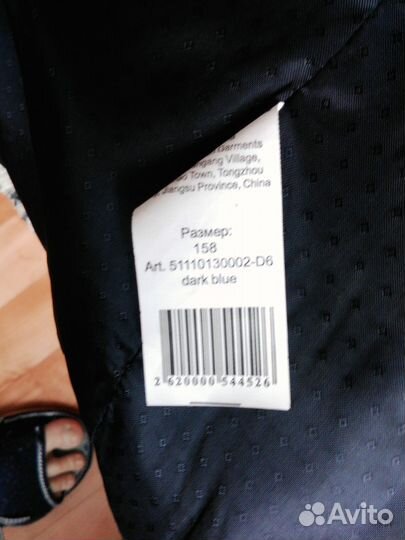 Garments
Village,
Town, Tongzhou
Jiangsu Province, China
Размер:
158
Art. 51110130002-D6
dark blue
2 620000 544526
Avito